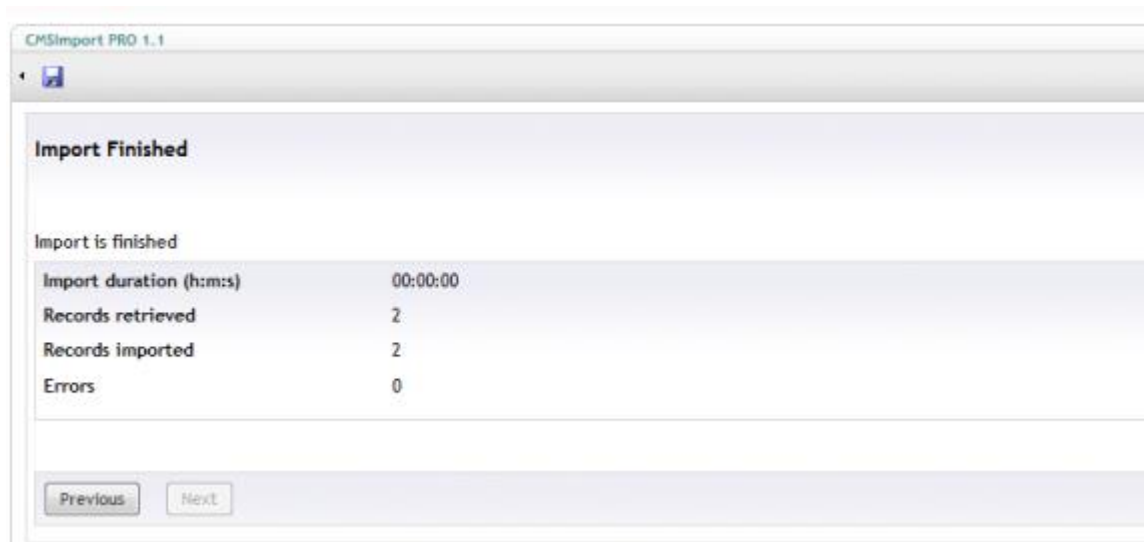 CMSImport PRO 1.1
Import Finished
Import is finished
Import duration (h:m:s) 00:00:00
Records retrieved 2
Records imported 2
Errors 0
Previous Next